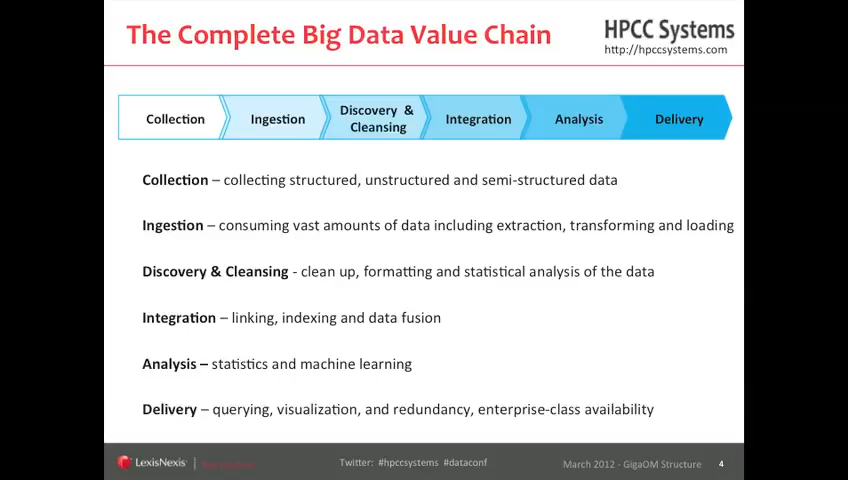 The Complete Big Data Value Chain
HPCC Systems
http://hpccsystems.com
Collection
Ingestion
Discovery &
Cleansing
Integration
Analysis
Delivery
Collection – collecting structured, unstructured and semi-structured data
Ingestion – consuming vast amounts of data including extraction, transforming and loading
Discovery & Cleansing - clean up, formatting and statistical analysis of the data
Integration – linking, indexing and data fusion
Analysis – statistics and machine learning
Delivery – querying, visualization, and redundancy, enterprise-class availability
LexisNexis
Twitter: #hpccsystems #dataconf
March 2012 - GigaOM Structure
4